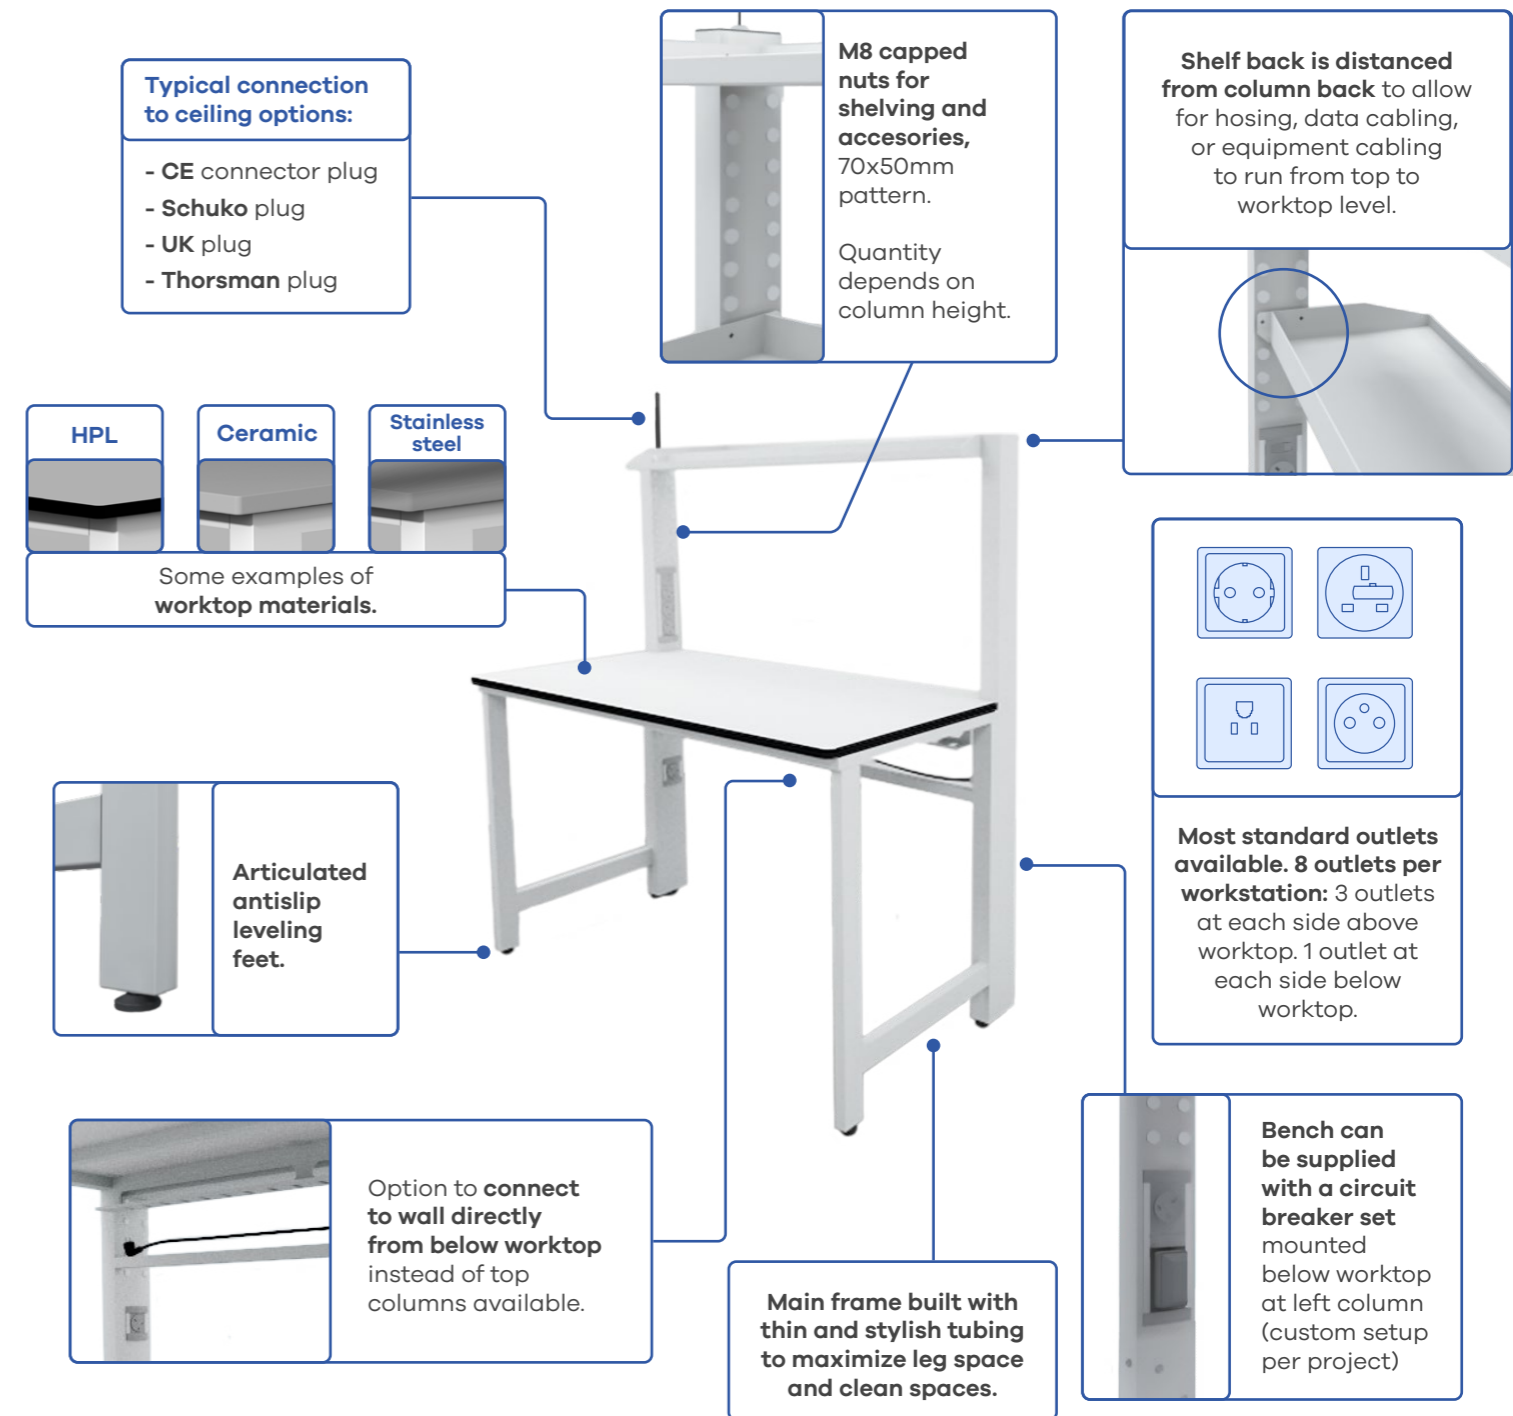 Typical connection
to ceiling options:
- CE connector plug
- Schuko plug
- UK plug
- Thorsman plug
M8 capped
nuts for
shelving and
accesories,
70x50mm
pattern.
Quantity
depends on
column height.
Shelf back is distanced
from column back to allow
for hosing, data cabling,
or equipment cabling
to run from top to
worktop level.
HPL
Ceramic
Stainless
steel
Some examples of
worktop materials.
Most standard outlets
available. 8 outlets per
workstation: 3 outlets
at each side above
worktop. 1 outlet at
each side below
worktop.
Articulated
antislip
leveling
feet.
Option to connect
to wall directly
from below worktop
instead of top
columns available.
Main frame built with
thin and stylish tubing
to maximize leg space
and clean spaces.
Bench can
be supplied
with a circuit
breaker set
mounted
below worktop
at left column
(custom setup
per project)